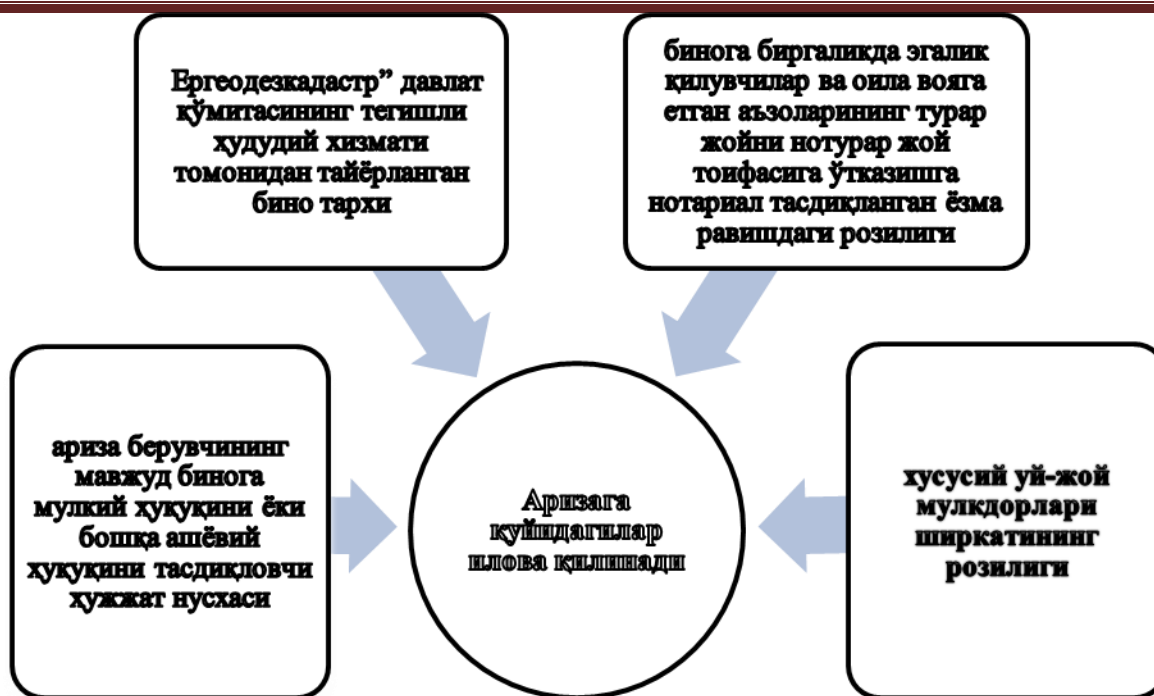 Ергеодезкадастр” давлат
қўмитасининг тегишли
ҳудудий хизмати
томонидан тайёрланган
бино тархи
бинога биргаликда эгалик
қилувчилар ва оила вояга
етган аъзоларининг турар
жойни нотурар жой
тоифасига ўтказишга
нотариал тасдиқланган ёзма
равишдаги розилиги
ариза берувчининг
мавжуд бинога
мулкий ҳуқуқини ёки
бошқа ашёвий
ҳуқуқини тасдиқловчи
ҳужжат нусхаси
Аризага
қуйидагилар
илова қилинади
хусусий уй-жой
мулкдорлари
ширкатининг
розилиги